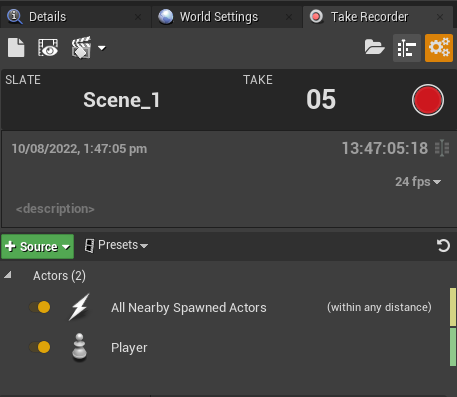 Details
World Settings
Take Recorder
SLATE
TAKE
Scene_1
05
10/08/2022, 1:47:05 pm
13:47:05:18
24 fps
<description>
+ Source
Presets
Actors (2)
All Nearby Spawned Actors
(within any distance)
Player